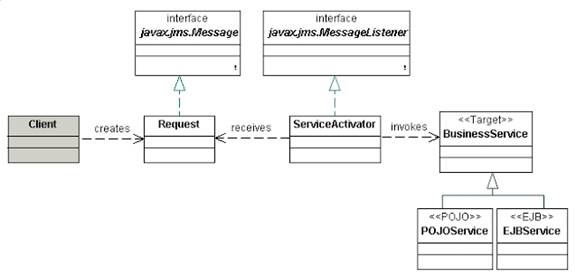 interface
javax.jms.Message
!
interface
javax.jms.MessageListener
!
Client
creates
Request
receives
ServiceActivator
invokes
<<Target>>
BusinessService
<<POJO>>
POJOService
<<EJB>>
EJBService